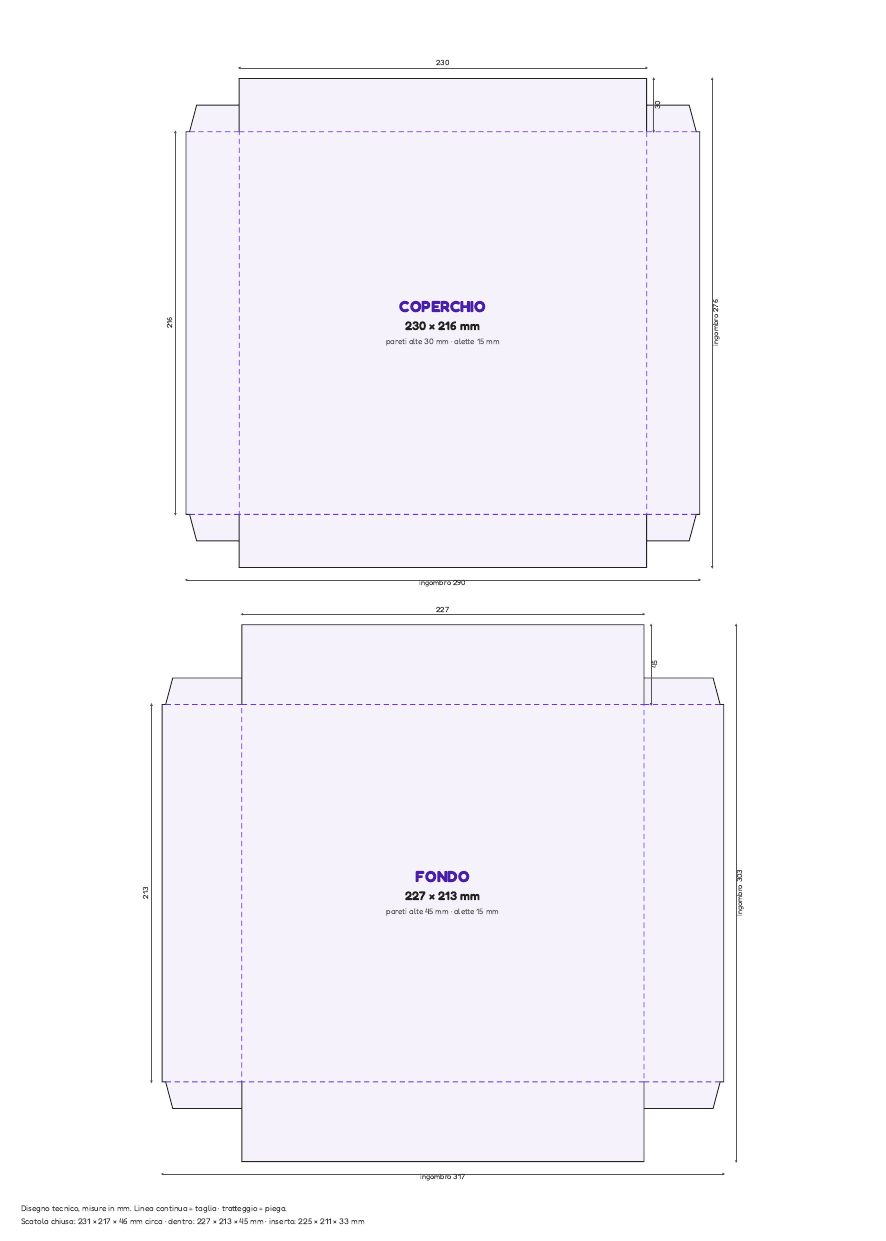 230
30
216
ingombro 276
COPERCHIO
230 × 216 mm
pareti alte 30 mm · alette 15 mm
ingombro 290
227
45
213
ingombro 303
FONDO
227 × 213 mm
pareti alte 45 mm · alette 15 mm
ingombro 317
Disegno tecnico, misure in mm. Linea continua = taglia · tratteggio = piega.
Scatola chiusa: 231 × 217 × 46 mm circa · dentro: 227 × 213 × 45 mm · inserto: 225 × 211 × 33 mm